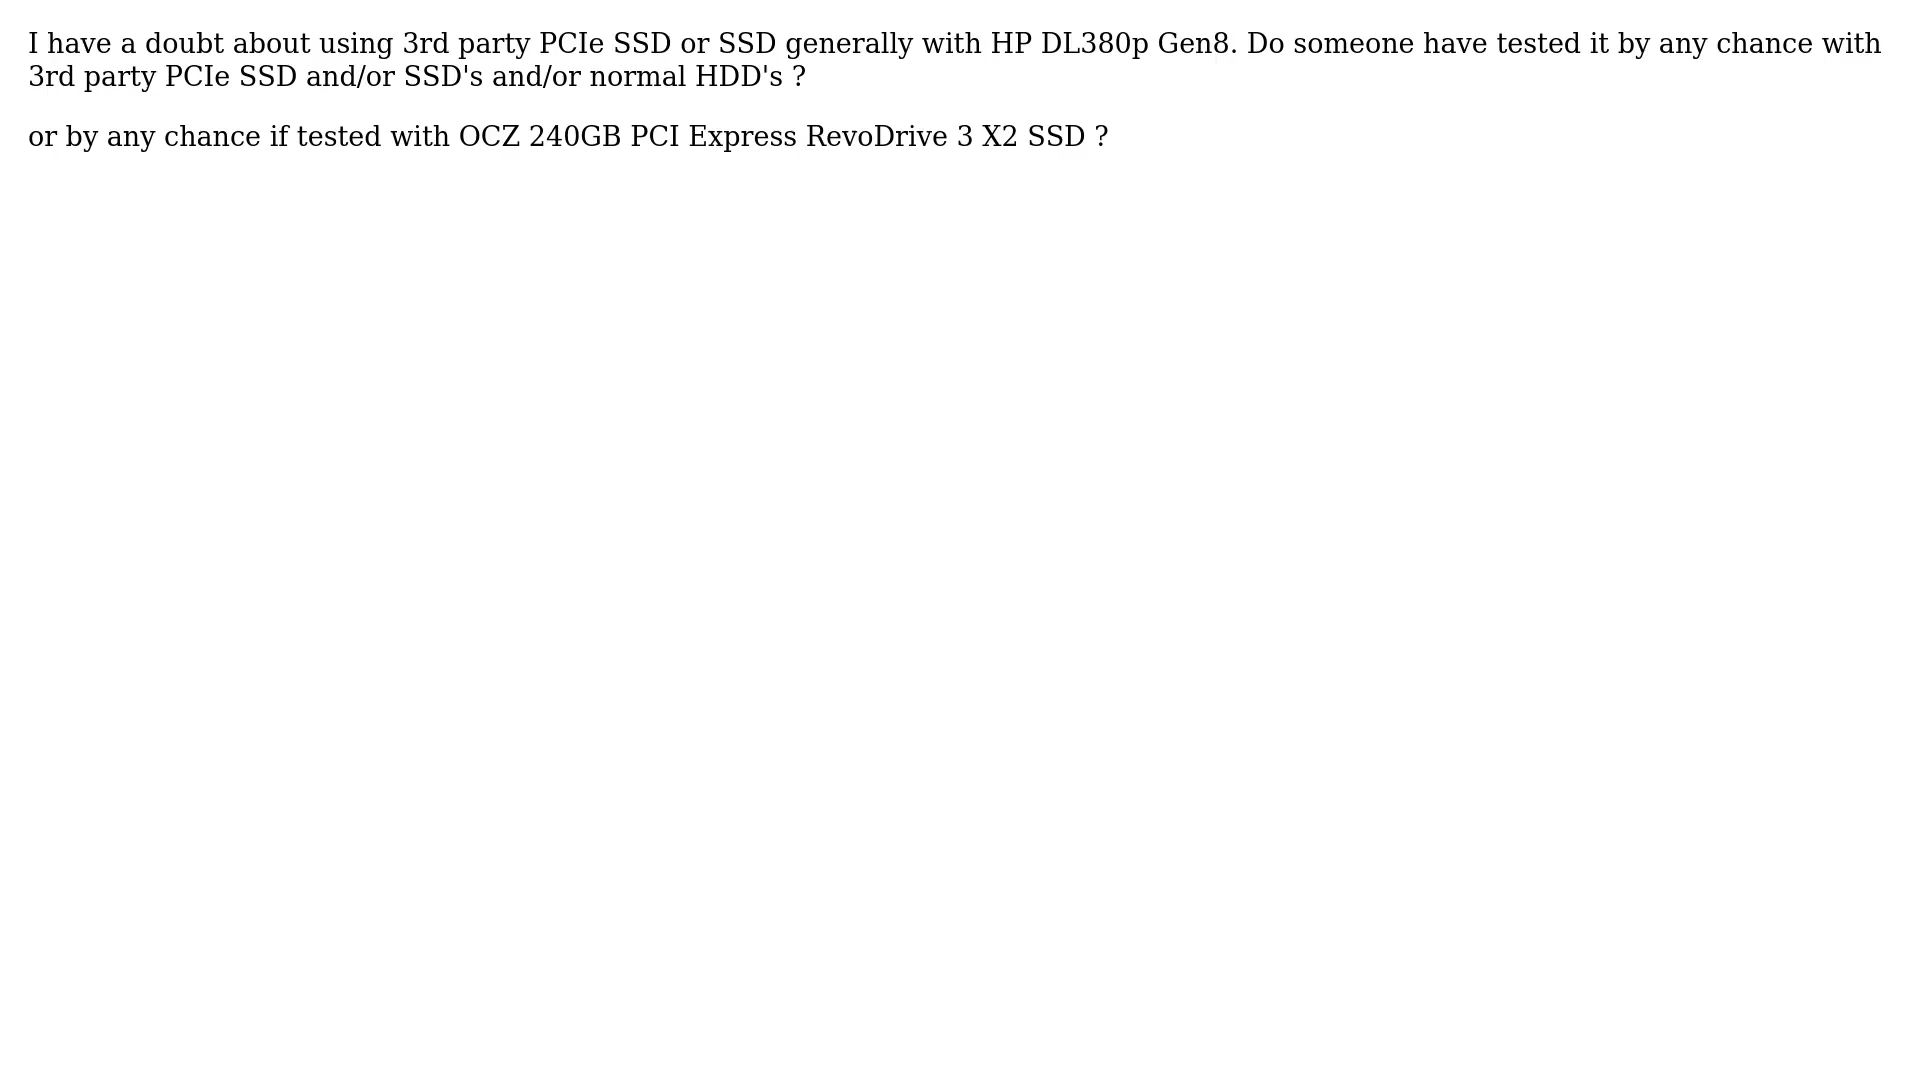 I have a doubt about using 3rd party PCIe SSD or SSD generally with HP DL380p Gen8. Do someone have tested it by any chance with
3rd party PCIe SSD and/or SSD's and/or normal HDD's ?
or by any chance if tested with OCZ 240GB PCI Express RevoDrive 3 X2 SSD ?